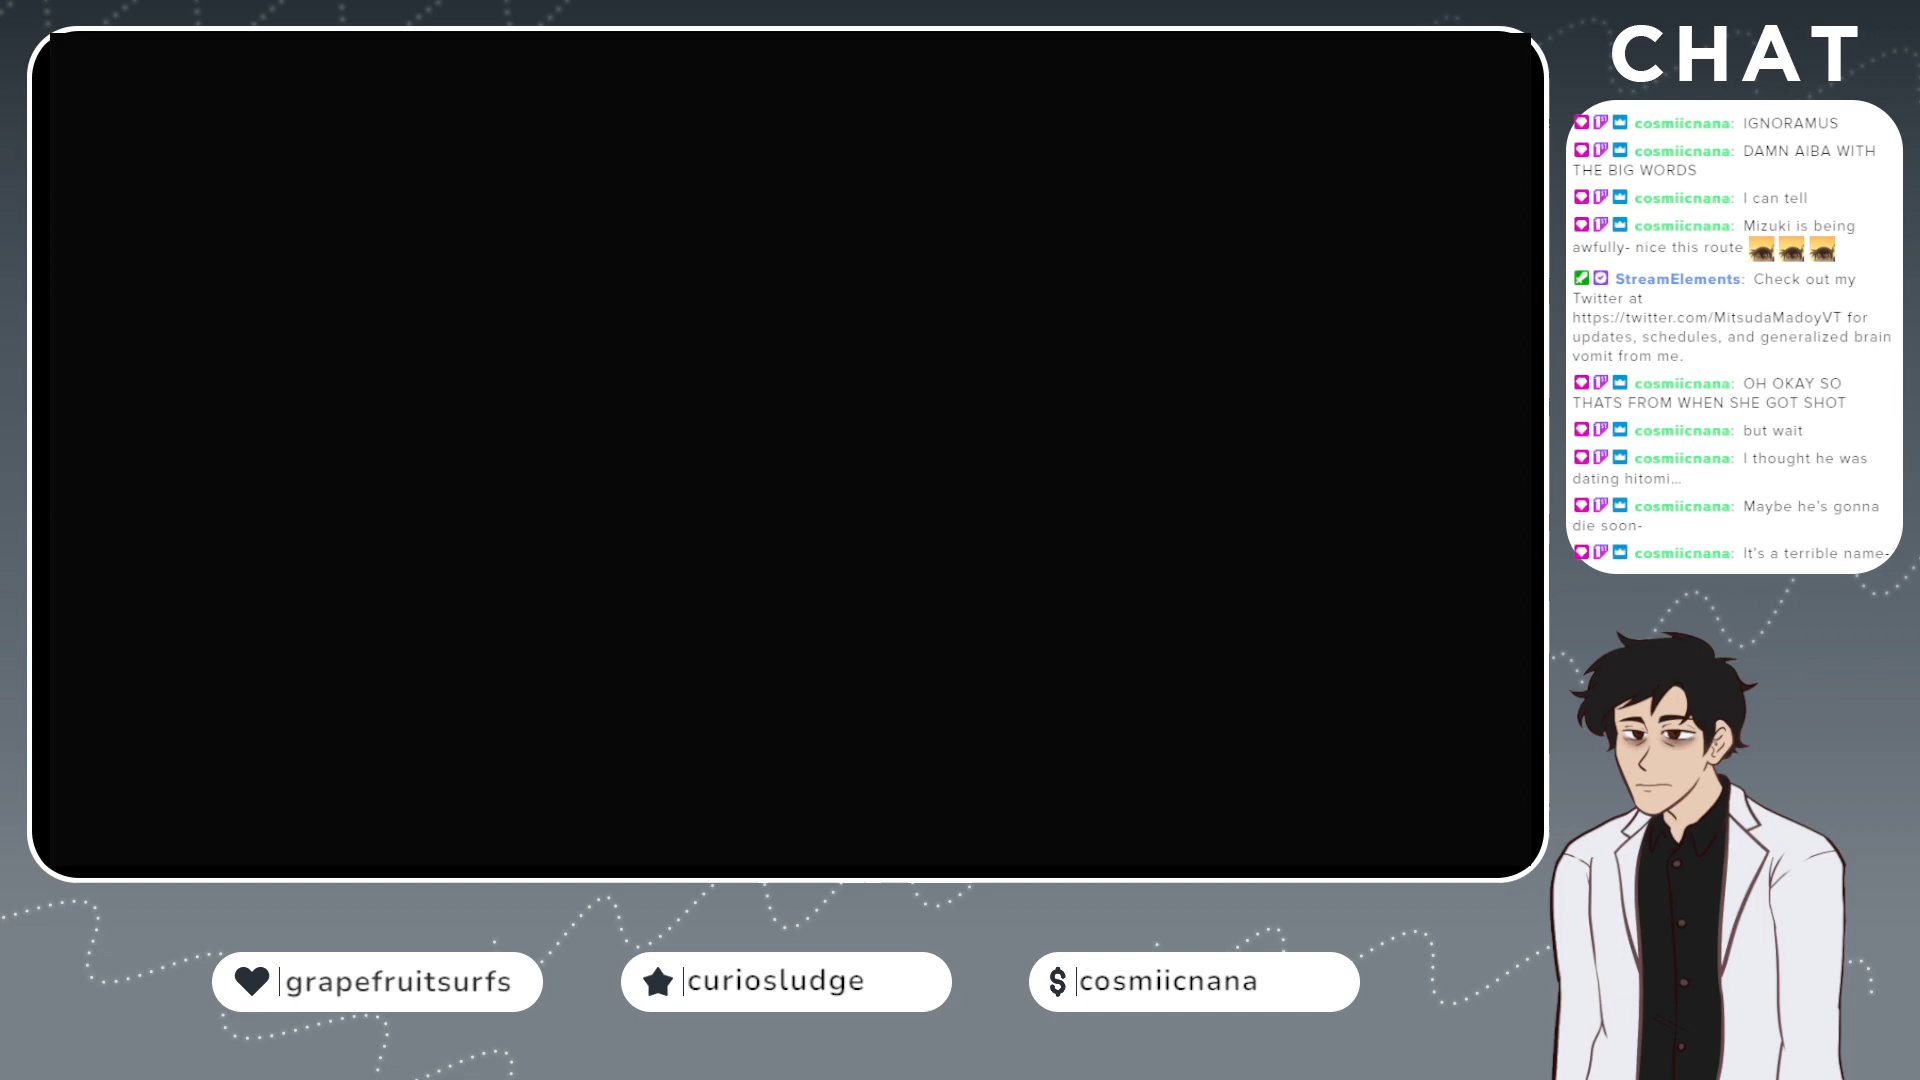 CHAT
cosmiicnana: IGNORAMUS
cosmiicnana: DAMN AIBA WITH
THE BIG WORDS
cosmiicnana: I can tell
cosmiicnana: Mizuki is being
awfully- nice this route
StreamElements: Check out my
Twitter at
https://twitter.com/MitsudaMadoyVT for
updates, schedules, and generalized brain
vomit from me.
cosmiicnana: OH OKAY SO
THATS FROM WHEN SHE GOT SHOT
cosmiicnana: but wait
cosmiicnana: I thought he was
dating hitomi...
cosmiicnana: Maybe he's gonna
die soon-
cosmiicnana: It's a terrible name-
grapefruitsurfs
curiosludge
$ cosmiicnana